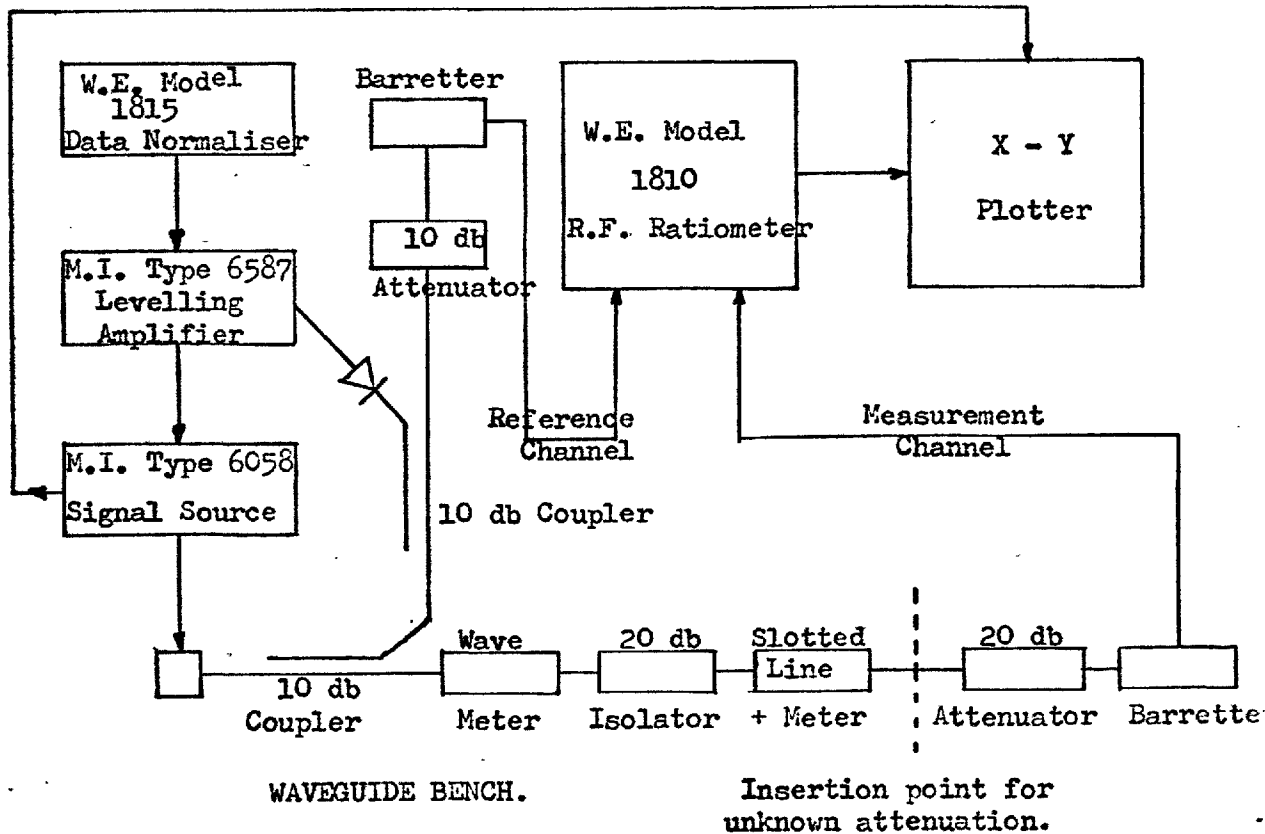 W.E. Model
1815
Data Normaliser
Barretter
W.E. Model
1810
R.F. Ratiometer
X - Y
Plotter
10 db
Attenuator
M.I. Type 6587
Levelling
Amplifier
Reference
Channel
Measurement
Channel
M.I. Type 6058
Signal Source
10 db Coupler
10 db
Coupler
Wave
Meter
20 db
Isolator
Slotted
Line
+ Meter
20 db
Attenuator
Barrette
WAVEGUIDE BENCH.
Insertion point for
unknown attenuation.